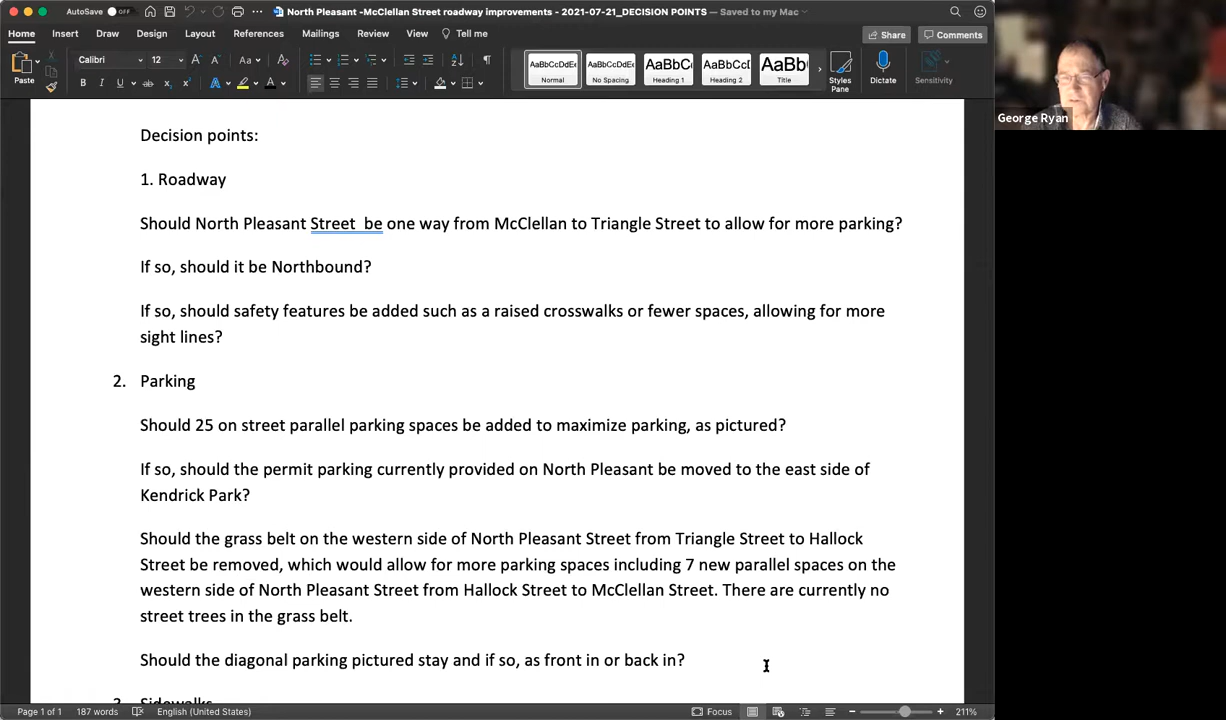 AutoSave OFF
North Pleasant -McClellan Street roadway improvements - 2021-07-21_DECISION POINTS — Saved to my Mac
Home Insert Draw Design Layout References Mailings Review View Tell me
Share Comments
Paste
Calibri 12
AaBbCcDdEe Normal
AaBbCcDdEe No Spacing
AaBbC Heading 1
AaBbCcD Heading 2
AaBb Title
Styles Pane
Dictate
Sensitivity
George Ryan
Decision points:
1. Roadway
Should North Pleasant Street  be one way from McClellan to Triangle Street to allow for more parking?
If so, should it be Northbound?
If so, should safety features be added such as a raised crosswalks or fewer spaces, allowing for more
sight lines?
2. Parking
Should 25 on street parallel parking spaces be added to maximize parking, as pictured?
If so, should the permit parking currently provided on North Pleasant be moved to the east side of
Kendrick Park?
Should the grass belt on the western side of North Pleasant Street from Triangle Street to Hallock
Street be removed, which would allow for more parking spaces including 7 new parallel spaces on the
western side of North Pleasant Street from Hallock Street to McClellan Street. There are currently no
street trees in the grass belt.
Should the diagonal parking pictured stay and if so, as front in or back in?
3. Sidewalks
Page 1 of 1 187 words English (United States) Focus 211%